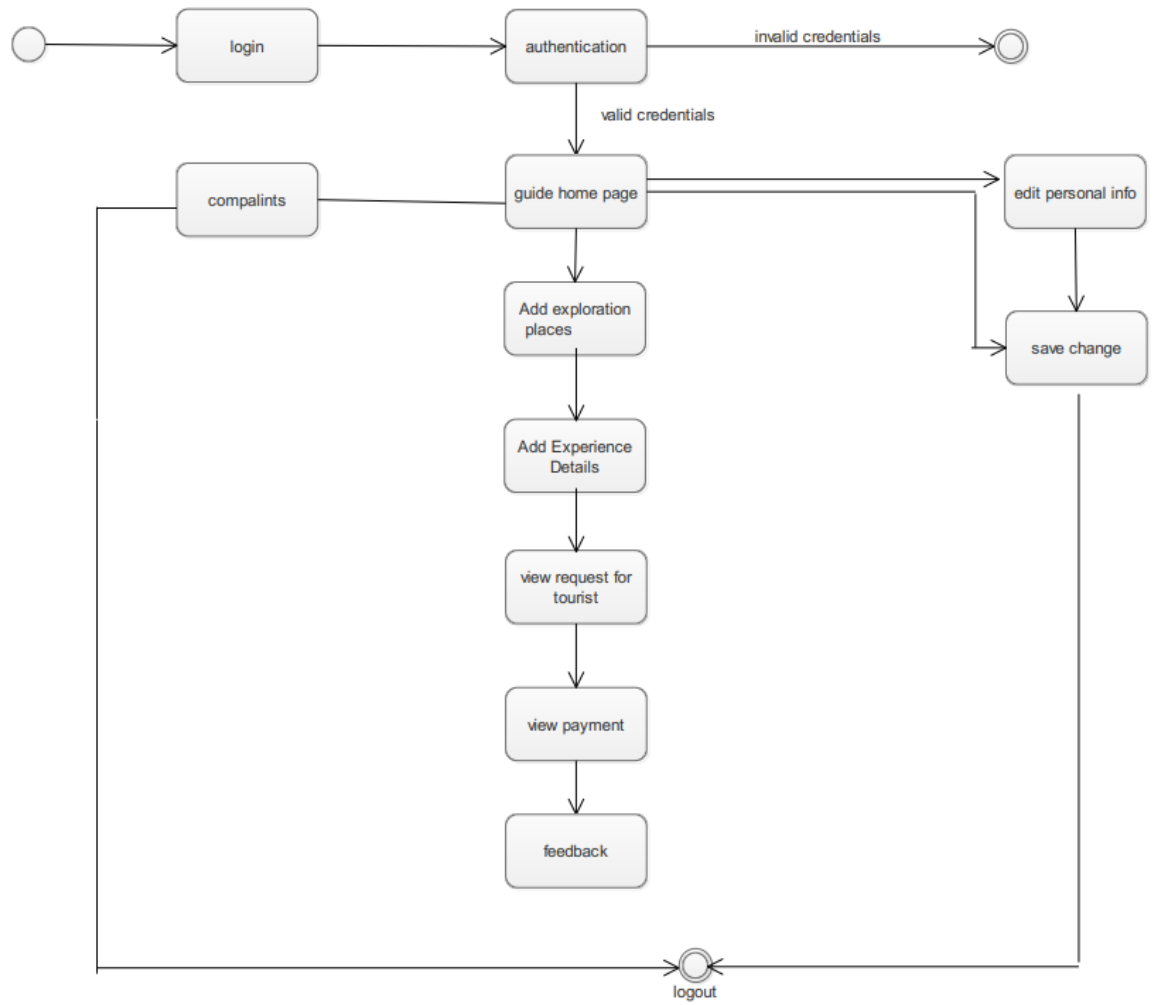 login
authentication
invalid credentials
valid credentials
compalints
guide home page
edit personal info
Add exploration
places
save change
Add Experience
Details
view request for
tourist
view payment
feedback
logout